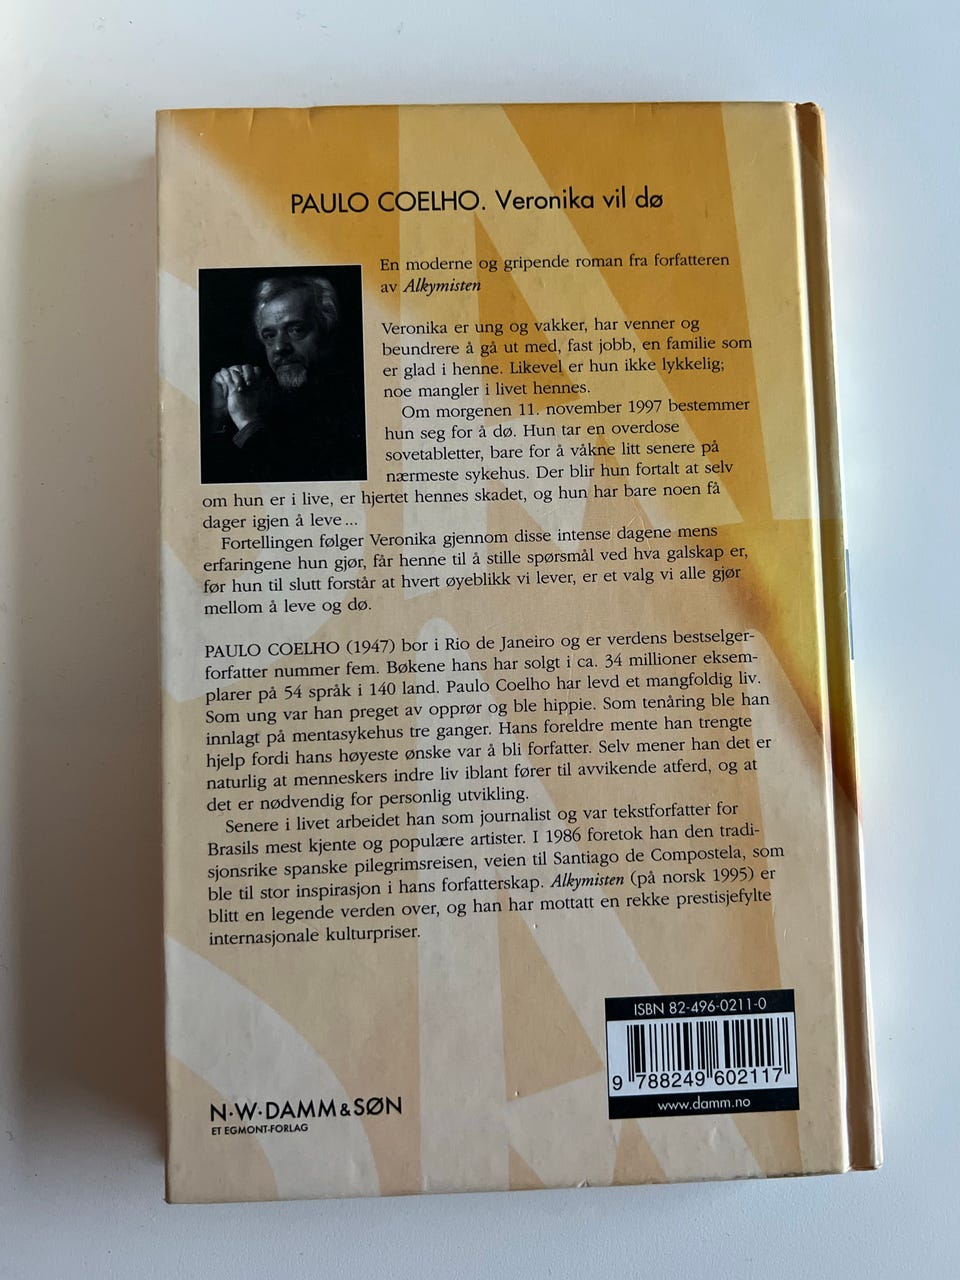 PAULO COELHO. Veronika vil dø
En moderne og gripende roman fra forfatteren
av Alkymisten
Veronika er ung og vakker, har venner og
beundrere å gå ut med, fast jobb, en familie som
er glad i henne. Likevel er hun ikke lykkelig;
noe mangler i livet hennes.
Om morgenen 11. november 1997 bestemmer
hun seg for å dø. Hun tar en overdose
sovetabletter, bare for å våkne litt senere på
nærmeste sykehus. Der blir hun fortalt at selv
om hun er i live, er hjertet hennes skadet, og hun har bare noen få
dager igjen å leve...
Fortellingen følger Veronika gjennom disse intense dagene mens
erfaringene hun gjør, får henne til å stille spørsmål ved hva galskap er,
før hun til slutt forstår at hvert øyeblikk vi lever, er et valg vi alle gjør
mellom å leve og dø.
PAULO COELHO (1947) bor i Rio de Janeiro og er verdens bestselger-
forfatter nummer fem. Bøkene hans har solgt i ca. 34 millioner eksem-
plarer på 54 språk i 140 land. Paulo Coelho har levd et mangfoldig liv.
Som ung var han preget av opprør og ble hippie. Som tenåring ble han
innlagt på mentasykehus tre ganger. Hans foreldre mente han trengte
hjelp fordi hans høyeste ønske var å bli forfatter. Selv mener han det er
naturlig at menneskers indre liv iblant fører til avvikende atferd, og at
det er nødvendig for personlig utvikling.
Senere i livet arbeidet han som journalist og var tekstforfatter for
Brasils mest kjente og populære artister. I 1986 foretok han den tradi-
sjonsrike spanske pilegrimsreisen, veien til Santiago de Compostela, som
ble til stor inspirasjon i hans forfatterskap. Alkymisten (på norsk 1995) er
blitt en legende verden over, og han har mottatt en rekke prestisjefylte
internasjonale kulturpriser.
ISBN 82-496-0211-0
9 788249 602117
www.damm.no
N·W·DAMM & SØN
ET EGMONT-FORLAG